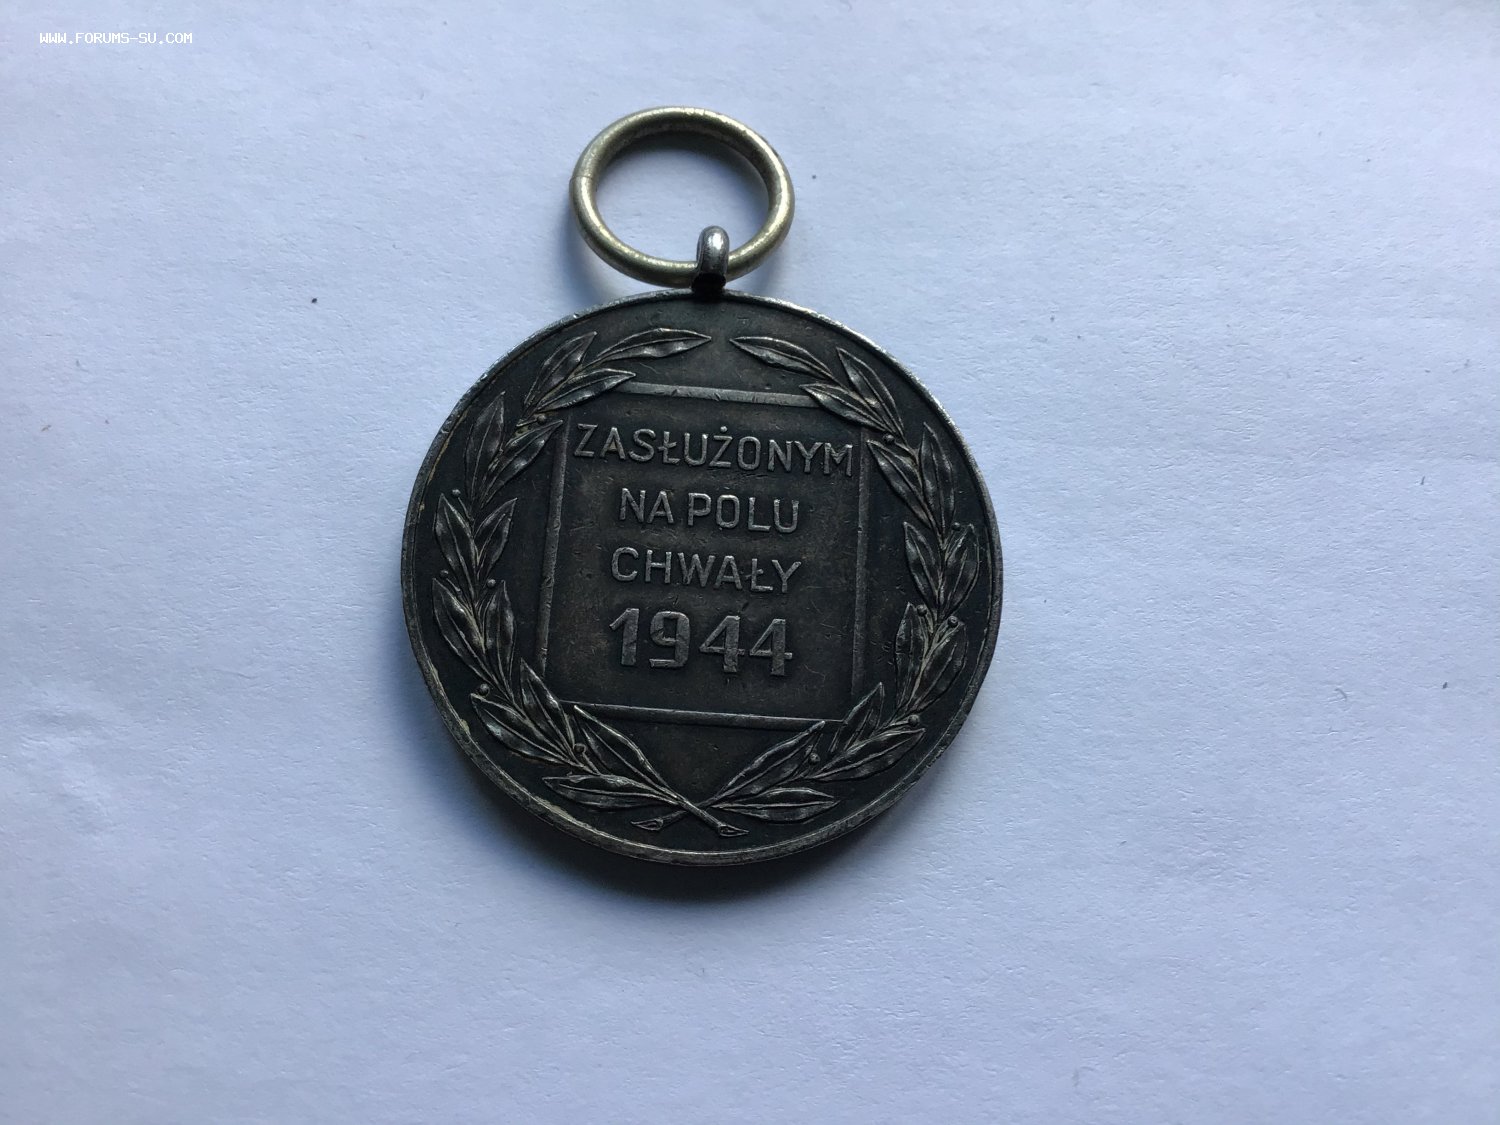 WWW.FORUMS-SU.COM
ZASŁUŻONYM
NA POLU
CHWAŁY
1944